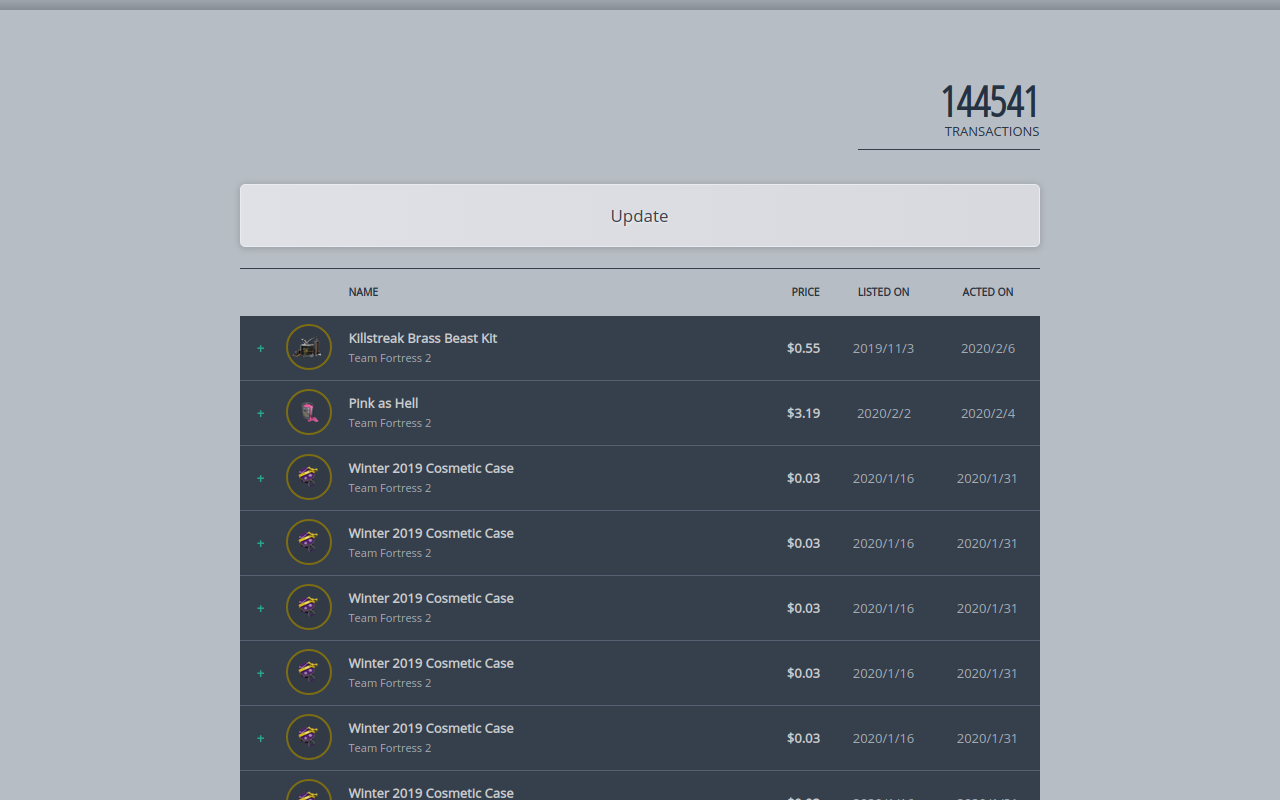 144541
TRANSACTIONS
Update
NAME PRICE LISTED ON ACTED ON
Killstreak Brass Beast Kit
Team Fortress 2
+ $0.55 2019/11/3 2020/2/6
Pink as Hell
Team Fortress 2
+ $3.19 2020/2/2 2020/2/4
Winter 2019 Cosmetic Case
Team Fortress 2
+ $0.03 2020/1/16 2020/1/31
Winter 2019 Cosmetic Case
Team Fortress 2
+ $0.03 2020/1/16 2020/1/31
Winter 2019 Cosmetic Case
Team Fortress 2
+ $0.03 2020/1/16 2020/1/31
Winter 2019 Cosmetic Case
Team Fortress 2
+ $0.03 2020/1/16 2020/1/31
Winter 2019 Cosmetic Case
Team Fortress 2
+ $0.03 2020/1/16 2020/1/31
Winter 2019 Cosmetic Case